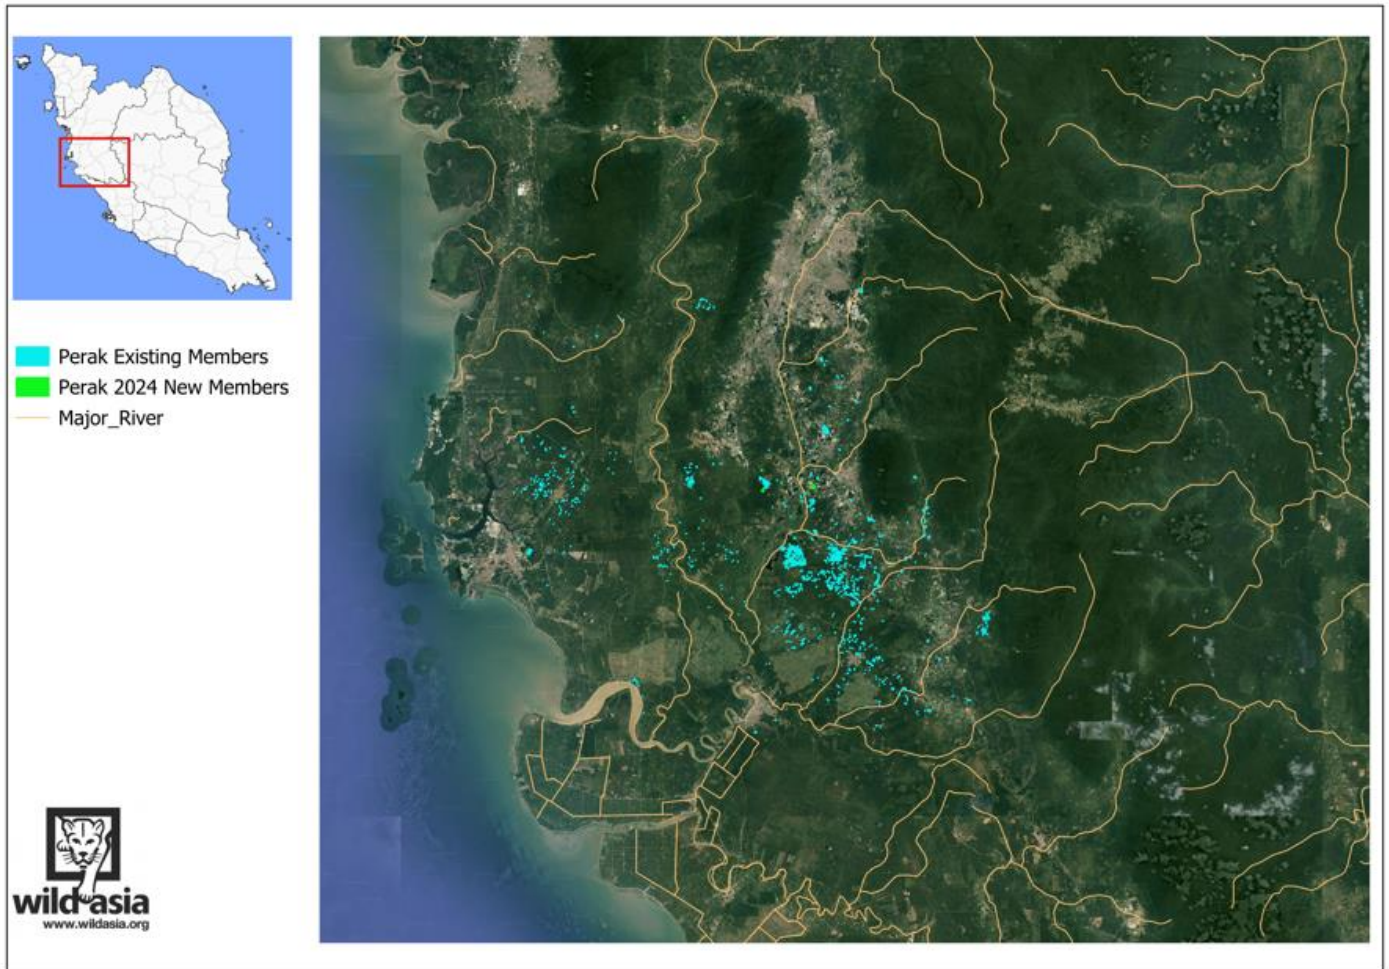 Perak Existing Members
Perak 2024 New Members
Major_River
wild asia
www.wildasia.org